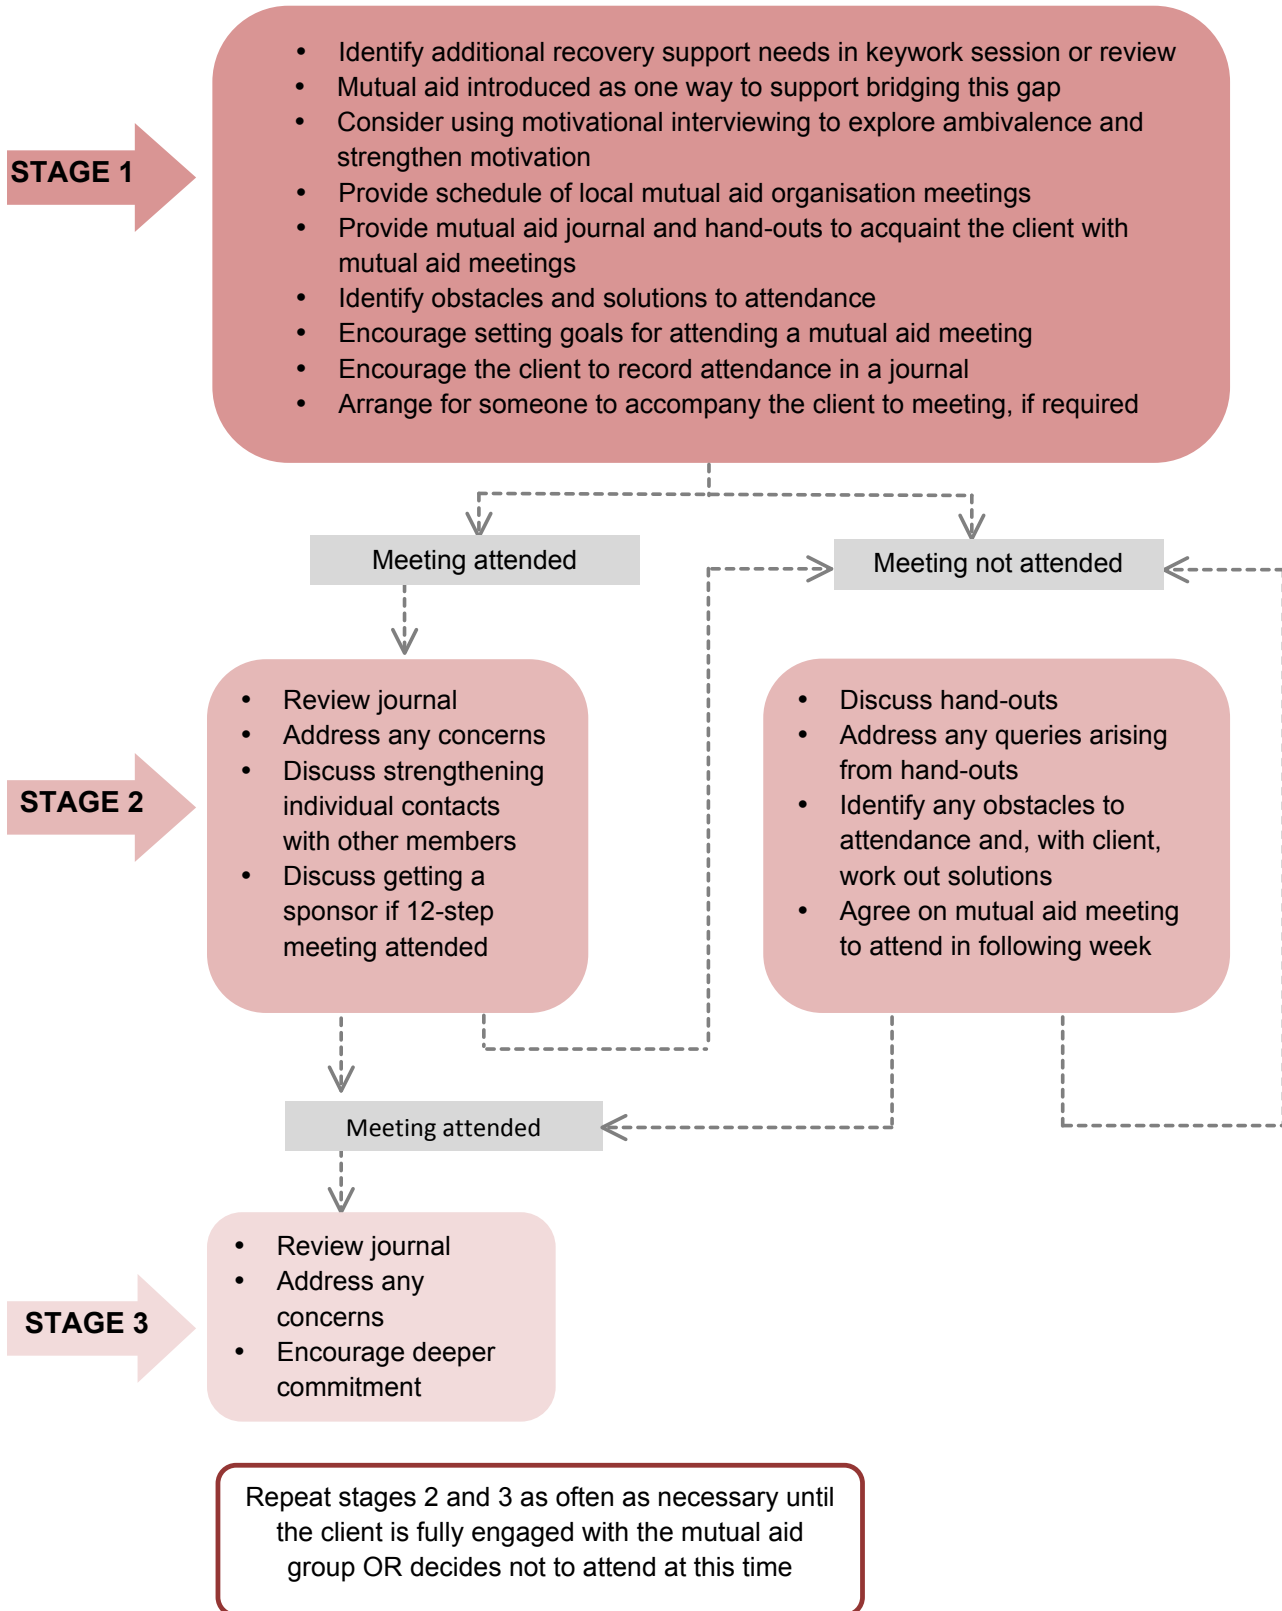 • Identify additional recovery support needs in keywork session or review
• Mutual aid introduced as one way to support bridging this gap
• Consider using motivational interviewing to explore ambivalence and
strengthen motivation
STAGE 1
• Provide schedule of local mutual aid organisation meetings
• Provide mutual aid journal and hand-outs to acquaint the client with
mutual aid meetings
• Identify obstacles and solutions to attendance
• Encourage setting goals for attending a mutual aid meeting
• Encourage the client to record attendance in a journal
• Arrange for someone to accompany the client to meeting, if required
Meeting attended
Meeting not attended
STAGE 2
• Review journal
• Address any concerns
• Discuss strengthening
individual contacts
with other members
• Discuss getting a
sponsor if 12-step
meeting attended
• Discuss hand-outs
• Address any queries arising
from hand-outs
• Identify any obstacles to
attendance and, with client,
work out solutions
• Agree on mutual aid meeting
to attend in following week
Meeting attended
STAGE 3
• Review journal
• Address any
concerns
• Encourage deeper
commitment
Repeat stages 2 and 3 as often as necessary until
the client is fully engaged with the mutual aid
group OR decides not to attend at this time